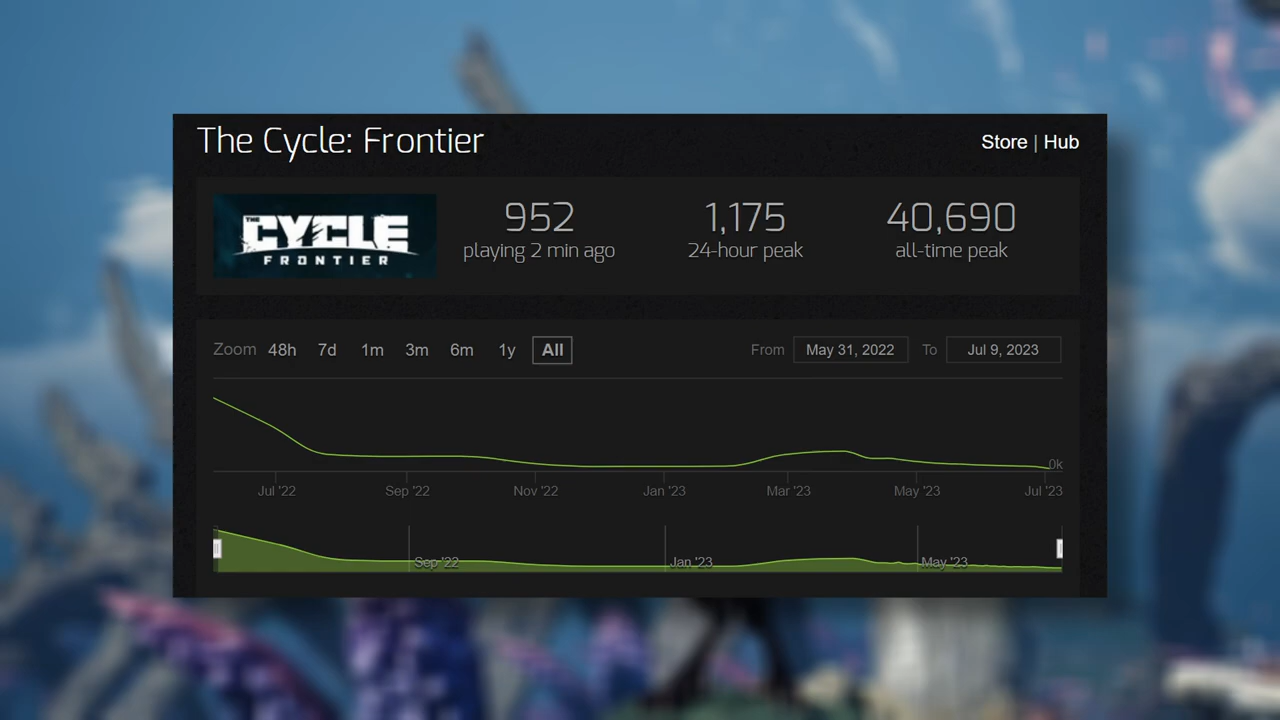 The Cycle: Frontier
Store | Hub
THE
CYCLE
FRONTIER
952
playing 2 min ago
1,175
24-hour peak
40,690
all-time peak
Zoom 48h 7d 1m 3m 6m 1y All
From May 31, 2022 To Jul 9, 2023
0k
Jul '22 Sep '22 Nov '22 Jan '23 Mar '23 May '23 Jul '23
Sep '22 Jan '23 May '23